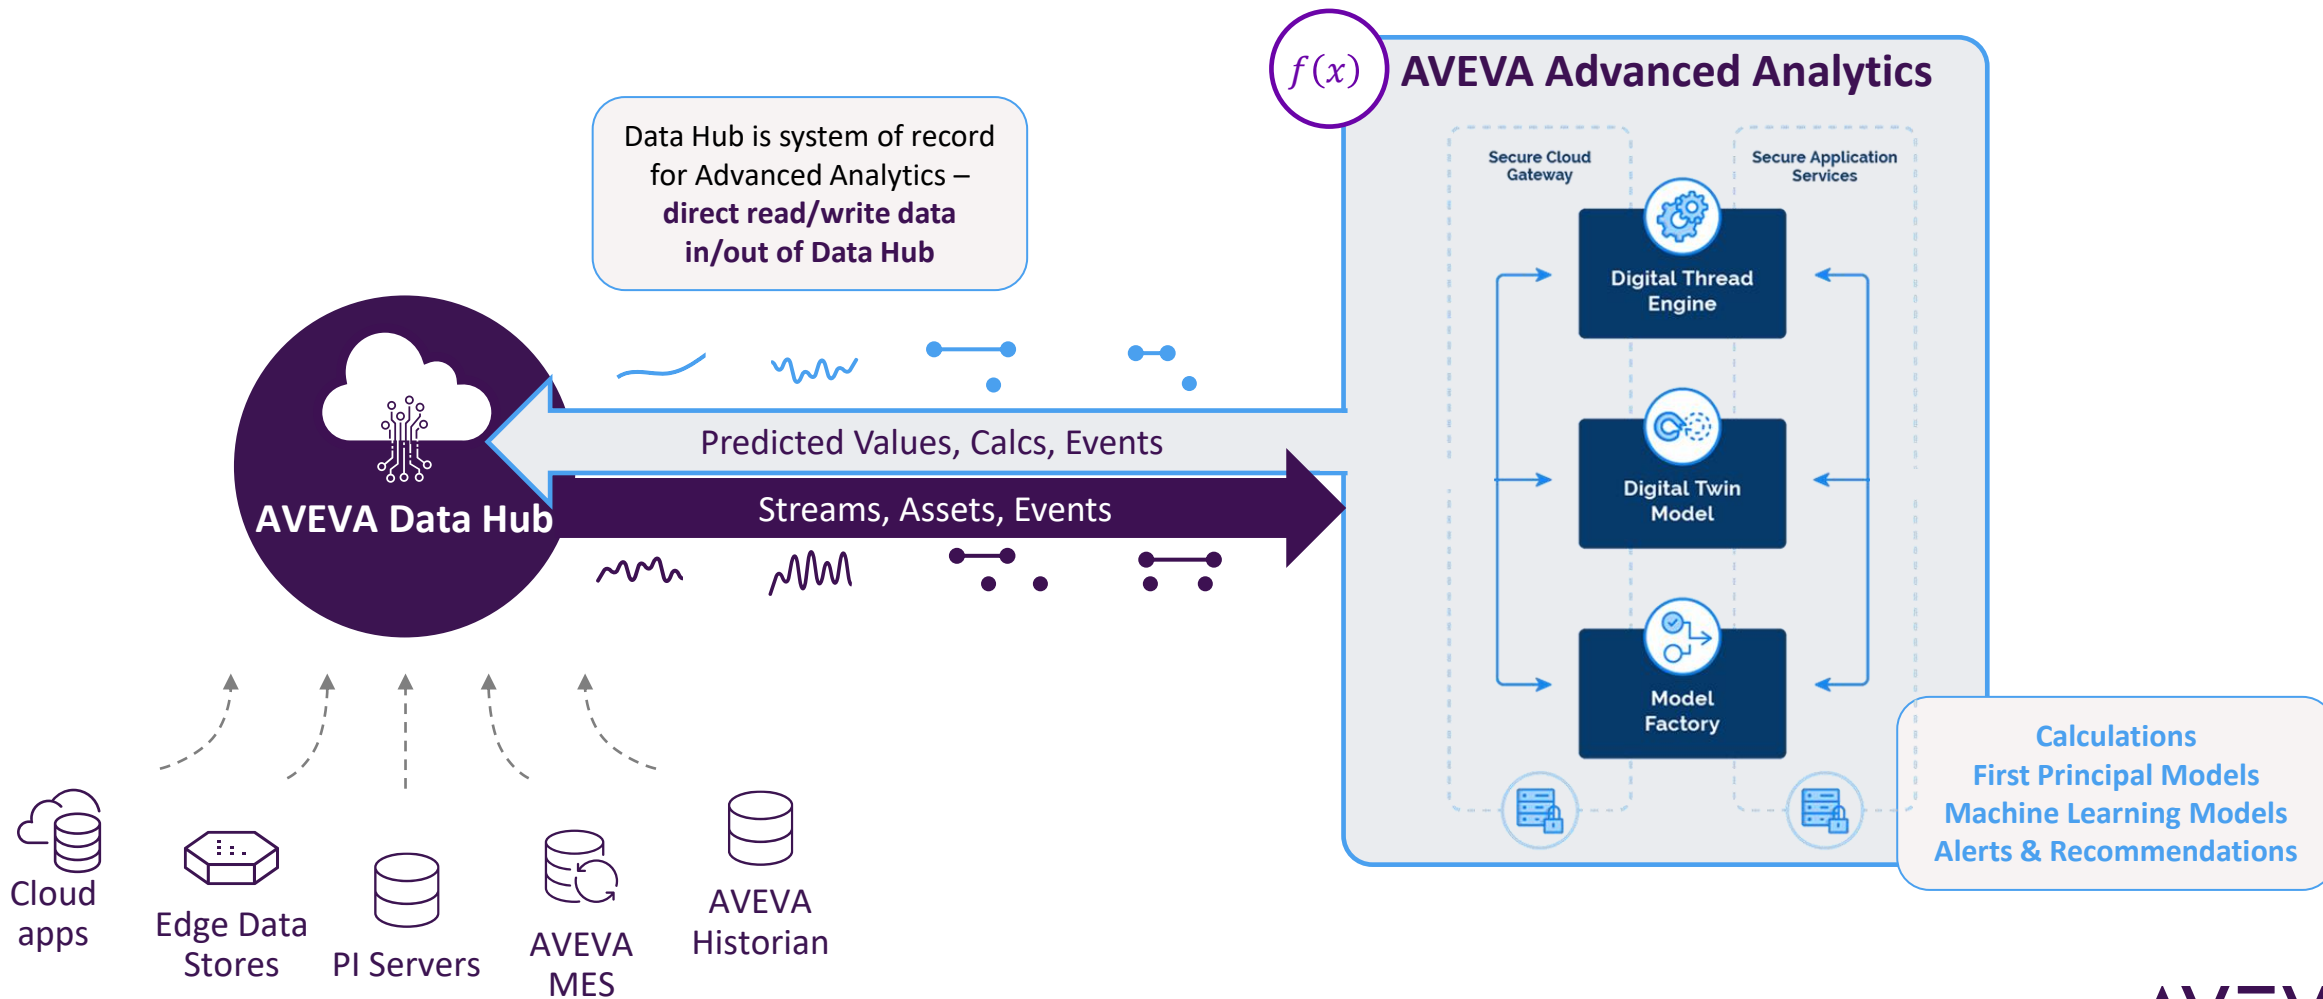 f(x)
AVEVA Advanced Analytics
Data Hub is system of record
for Advanced Analytics –
direct read/write data
in/out of Data Hub
Secure Cloud
Gateway
Secure Application
Services
Digital Thread
Engine
Digital Twin
Model
Model
Factory
Predicted Values, Calcs, Events
Streams, Assets, Events
AVEVA Data Hub
Calculations
First Principal Models
Machine Learning Models
Alerts & Recommendations
Cloud
apps
Edge Data
Stores
PI Servers
AVEVA
MES
AVEVA
Historian